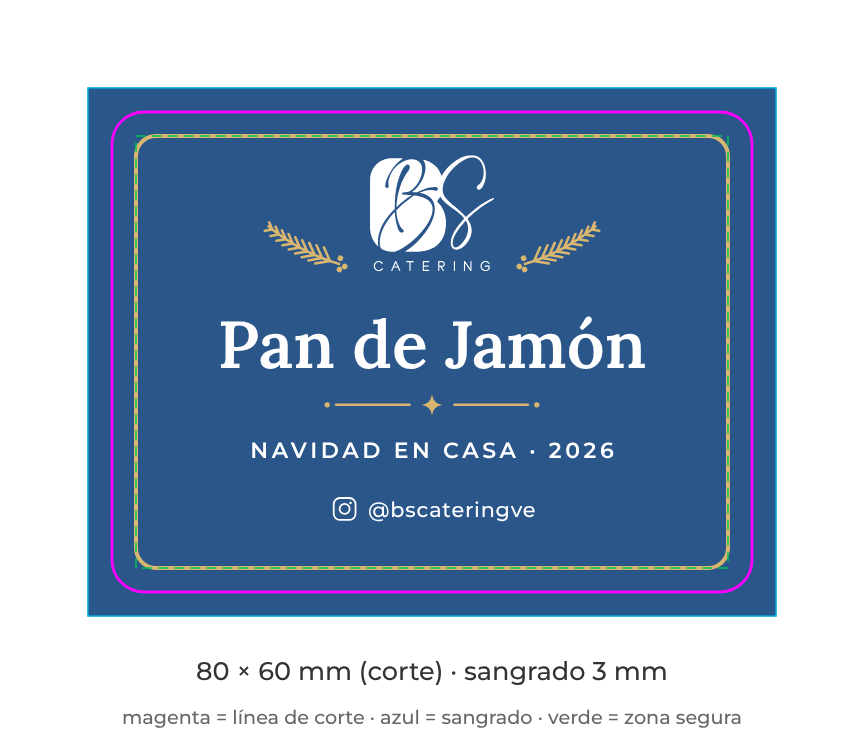 BS
CATERING
Pan de Jamón
NAVIDAD EN CASA · 2026
@bscateringve
80 × 60 mm (corte) · sangrado 3 mm
magenta = línea de corte · azul = sangrado · verde = zona segura